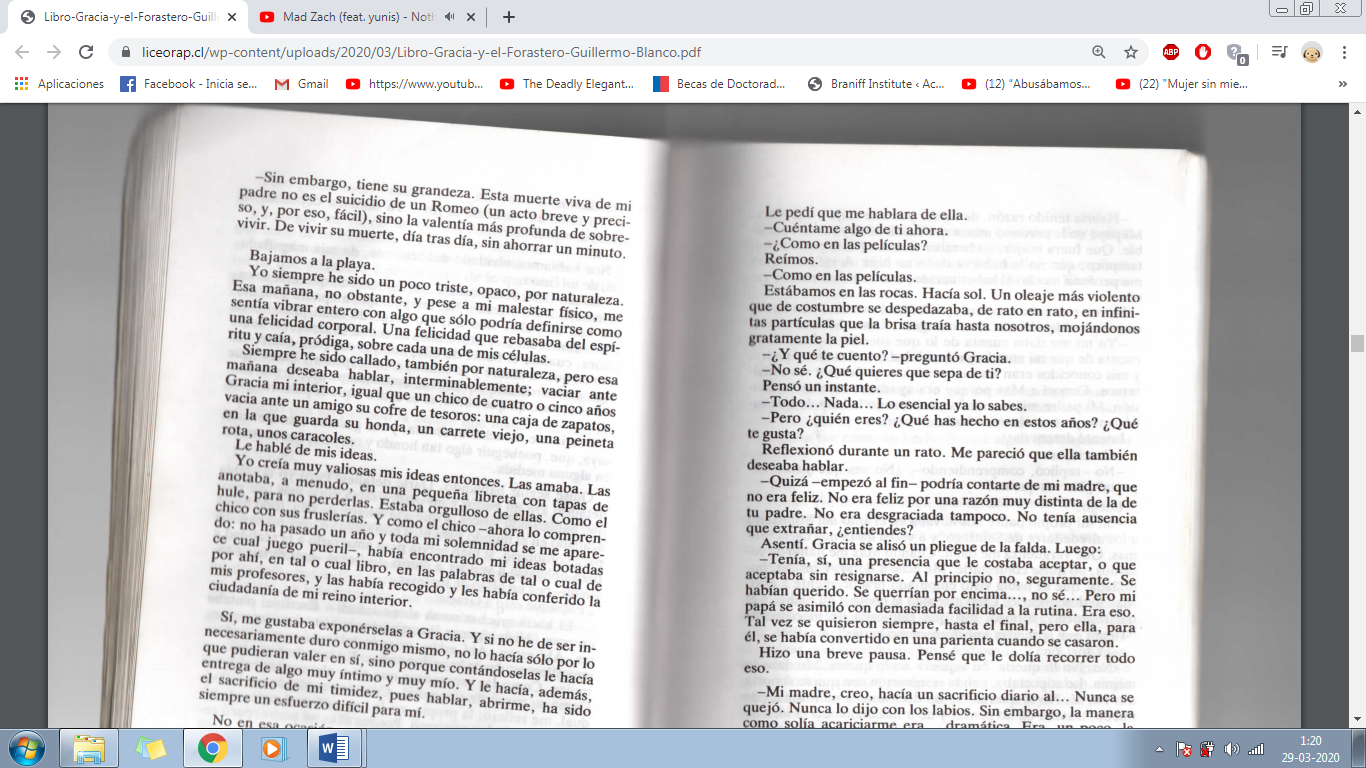 Libro-Gracia-y-el-Forastero-Guille
Mad Zach (feat. yunis) - Noth
liceorap.cl/wp-content/uploads/2020/03/Libro-Gracia-y-el-Forastero-Guillermo-Blanco.pdf
ABP
0
Aplicaciones
Facebook - Inicia se...
Gmail
https://www.youtub...
The Deadly Elegant...
Becas de Doctorad...
Braniff Institute ‹ Ac...
(12) “Abusábamos...
(22) "Mujer sin mie...
»
–Sin embargo, tiene su grandeza. Esta muerte viva de mi
padre no es el suicidio de un Romeo (un acto breve y preci-
so, y, por eso, fácil), sino la valentía más profunda de sobre-
vivir. De vivir su muerte, día tras día, sin ahorrar un minuto.
Bajamos a la playa.
Yo siempre he sido un poco triste, opaco, por naturaleza.
Esa mañana, no obstante, y pese a mi malestar físico, me
sentía vibrar entero con algo que sólo podría definirse como
una felicidad corporal. Una felicidad que rebasaba del espí-
ritu y caía, pródiga, sobre cada una de mis células.
Siempre he sido callado, también por naturaleza, pero esa
mañana deseaba hablar, interminablemente; vaciar ante
Gracia mi interior, igual que un chico de cuatro o cinco años
vacia ante un amigo su cofre de tesoros: una caja de zapatos,
en la que guarda su honda, un carrete viejo, una peineta
rota, unos caracoles.
Le hablé de mis ideas.
Yo creía muy valiosas mis ideas entonces. Las amaba. Las
anotaba, a menudo, en una pequeña libreta con tapas de
hule, para no perderlas. Estaba orgulloso de ellas. Como el
chico con sus fruslerías. Y como el chico –ahora lo compren-
do: no ha pasado un año y toda mi solemnidad se me apare-
ce cual juego pueril–, había encontrado mi ideas botadas
por ahí, en tal o cual libro, en las palabras de tal o cual de
mis profesores, y las había recogido y les había conferido la
ciudadanía de mi reino interior.
Sí, me gustaba exponérselas a Gracia. Y si no he de ser in-
necesariamente duro conmigo mismo, no lo hacía sólo por lo
que pudieran valer en sí, sino porque contándoselas le hacía
entrega de algo muy íntimo y muy mío. Y le hacía, además,
el sacrificio de mi timidez, pues hablar, abrirme, ha sido
siempre un esfuerzo difícil para mí.
No en esa
Le pedí que me hablara de ella.
–Cuéntame algo de ti ahora.
–¿Como en las películas?
Reímos.
–Como en las películas.
Estábamos en las rocas. Hacía sol. Un oleaje más violento
que de costumbre se despedazaba, de rato en rato, en infini-
tas partículas que la brisa traía hasta nosotros, mojándonos
gratamente la piel.
–¿Y qué te cuento? –preguntó Gracia.
–No sé. ¿Qué quieres que sepa de ti?
Pensó un instante.
–Todo... Nada... Lo esencial ya lo sabes.
–Pero ¿quién eres? ¿Qué has hecho en estos años? ¿Qué
te gusta?
Reflexionó durante un rato. Me pareció que ella también
deseaba hablar.
–Quizá –empezó al fin– podría contarte de mi madre, que
no era feliz. No era feliz por una razón muy distinta de la de
tu padre. No era desgraciada tampoco. No tenía ausencia
que extrañar, ¿entiendes?
Asentí. Gracia se alisó un pliegue de la falda. Luego:
–Tenía, sí, una presencia que le costaba aceptar, o que
aceptaba sin resignarse. Al principio no, seguramente. Se
habían querido. Se querrían por encima..., no sé... Pero mi
papá se asimiló con demasiada facilidad a la rutina. Era eso.
Tal vez se quisieron siempre, hasta el final, pero ella, para
él, se había convertido en una parienta cuando se casaron.
Hizo una breve pausa. Pensé que le dolía recorrer todo
eso.
–Mi madre, creo, hacía un sacrificio diario al... Nunca se
quejó. Nunca lo dijo con los labios. Sin embargo, la manera
como solía acariciarme era... dramática. Era, un poco, la
1:20
29-03-2020